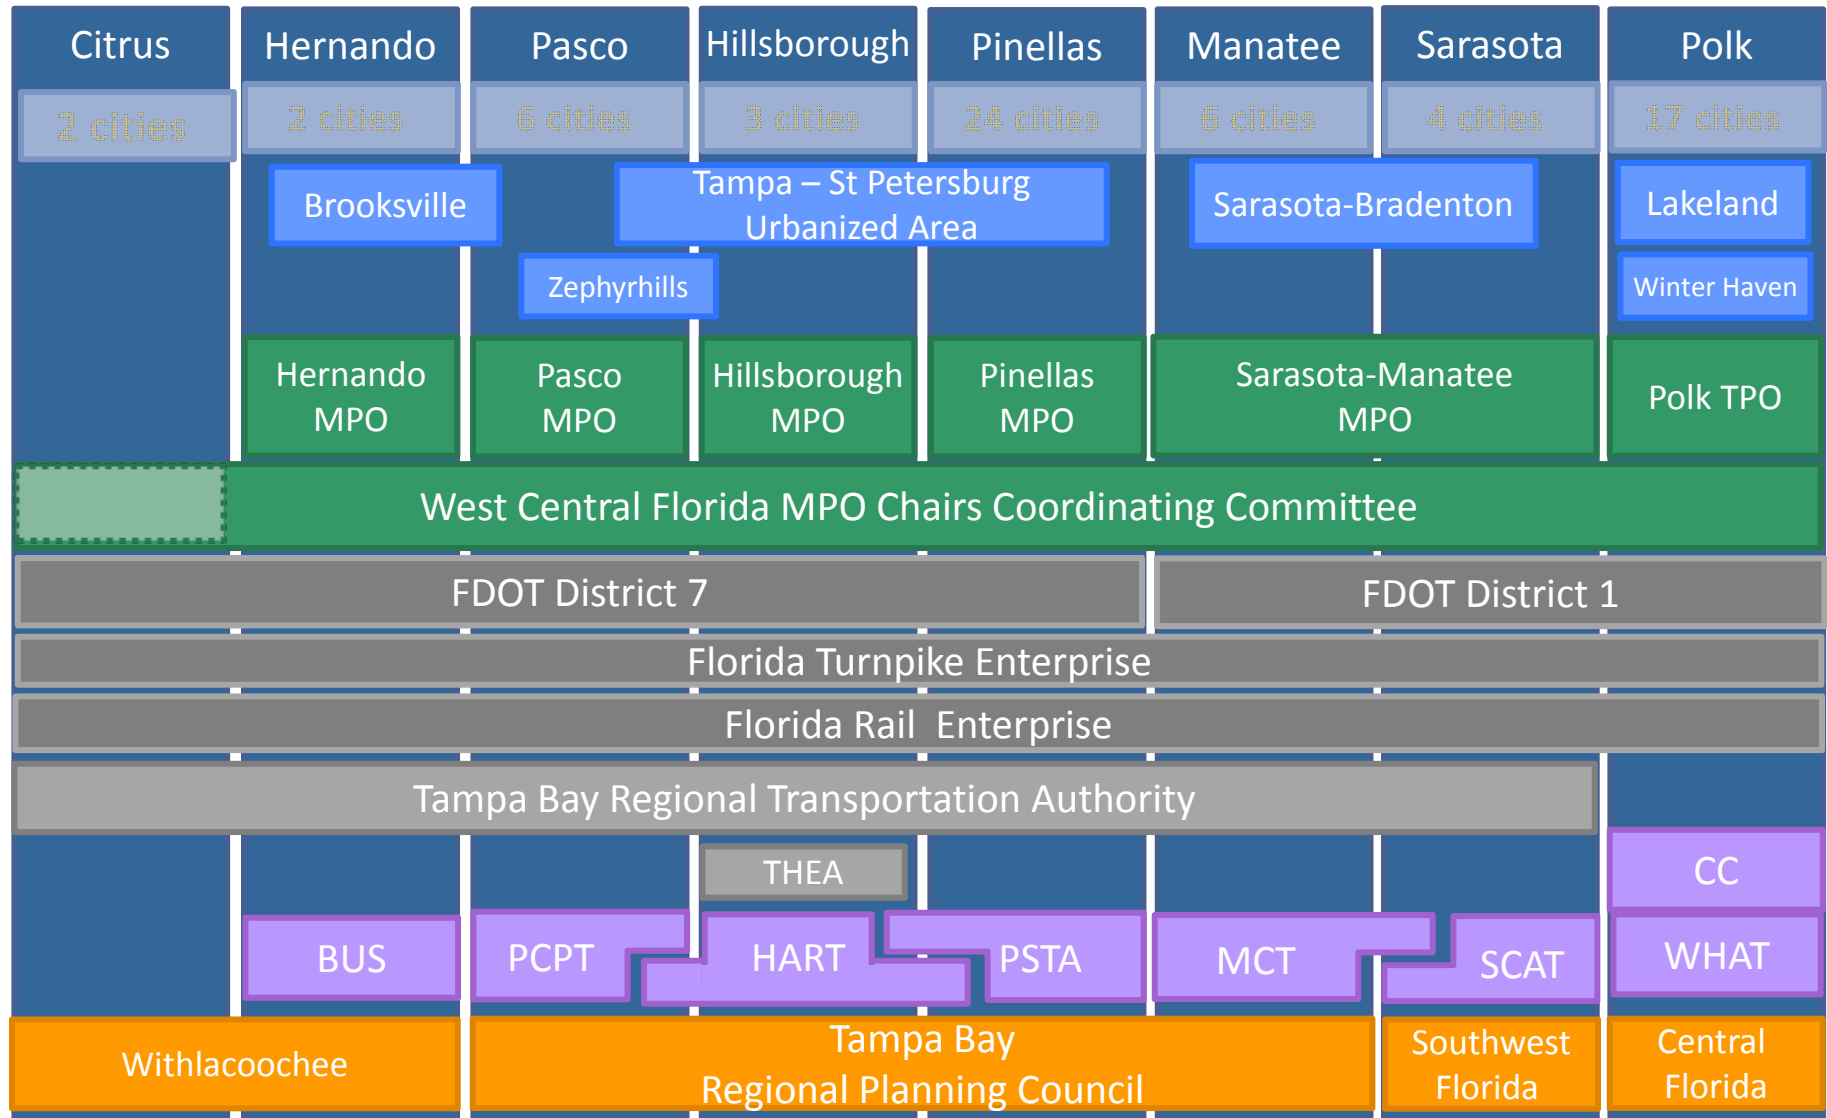 Citrus
Hernando
Pasco
Hillsborough
Pinellas
Manatee
Sarasota
Polk
2 cities
2 cities
6 cities
3 cities
24 cities
6 cities
4 cities
17 cities
Brooksville
Tampa – St Petersburg
Urbanized Area
Sarasota-Bradenton
Lakeland
Zephyrhills
Winter Haven
Hernando
MPO
Pasco
MPO
Hillsborough
MPO
Pinellas
MPO
Sarasota-Manatee
MPO
Polk TPO
West Central Florida MPO Chairs Coordinating Committee
FDOT District 7
FDOT District 1
Florida Turnpike Enterprise
Florida Rail  Enterprise
Tampa Bay Regional Transportation Authority
THEA
CC
BUS
PCPT
HART
PSTA
MCT
SCAT
WHAT
Withlacoochee
Tampa Bay
Regional Planning Council
Southwest
Florida
Central
Florida